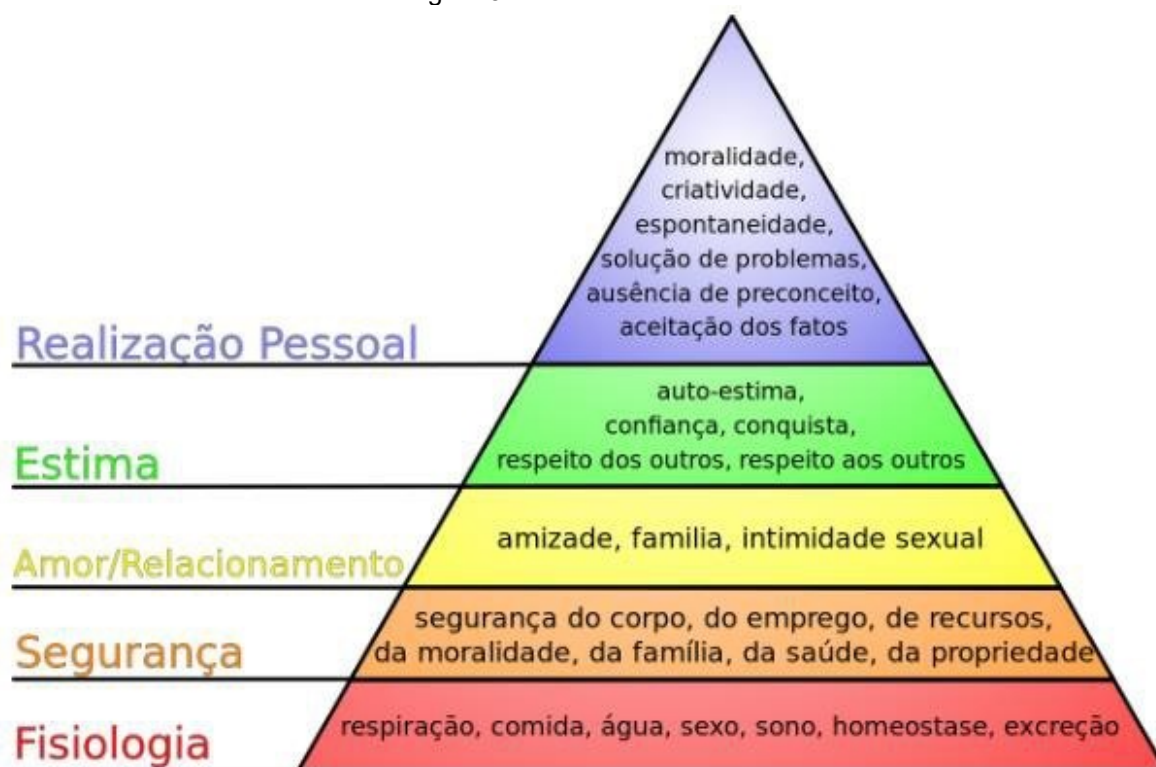 moralidade,
criatividade,
espontaneidade,
solução de problemas,
ausência de preconceito,
aceitação dos fatos
Realização Pessoal
auto-estima,
confiança, conquista,
respeito dos outros, respeito aos outros
Estima
amizade, familia, intimidade sexual
Amor/Relacionamento
segurança do corpo, do emprego, de recursos,
da moralidade, da família, da saúde, da propriedade
Segurança
respiração, comida, água, sexo, sono, homeostase, excreção
Fisiologia